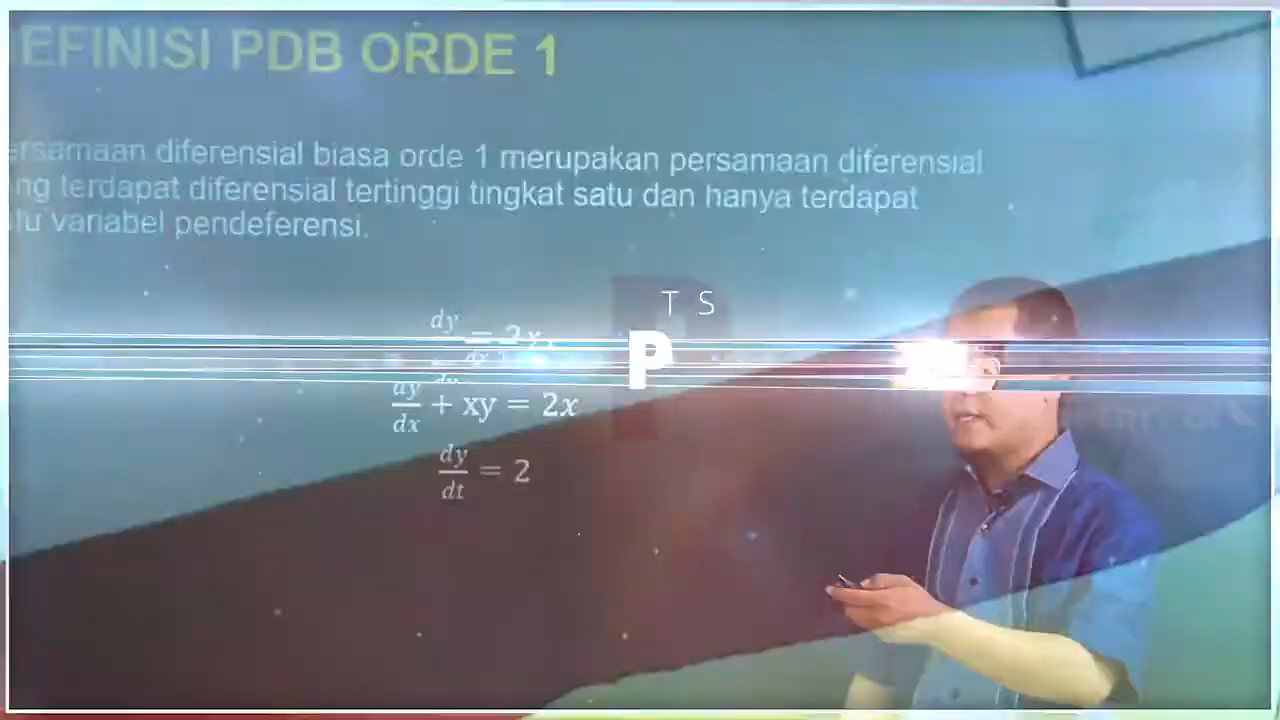 EFINISI PDB ORDE 1
ersamaan diferensial biasa orde 1 merupakan persamaan diferensial
ng terdapat diferensial tertinggi tingkat satu dan hanya terdapat
tu variabel pendeferensi.
T S
P
dy/dx + xy = 2x
dy/dt = 2